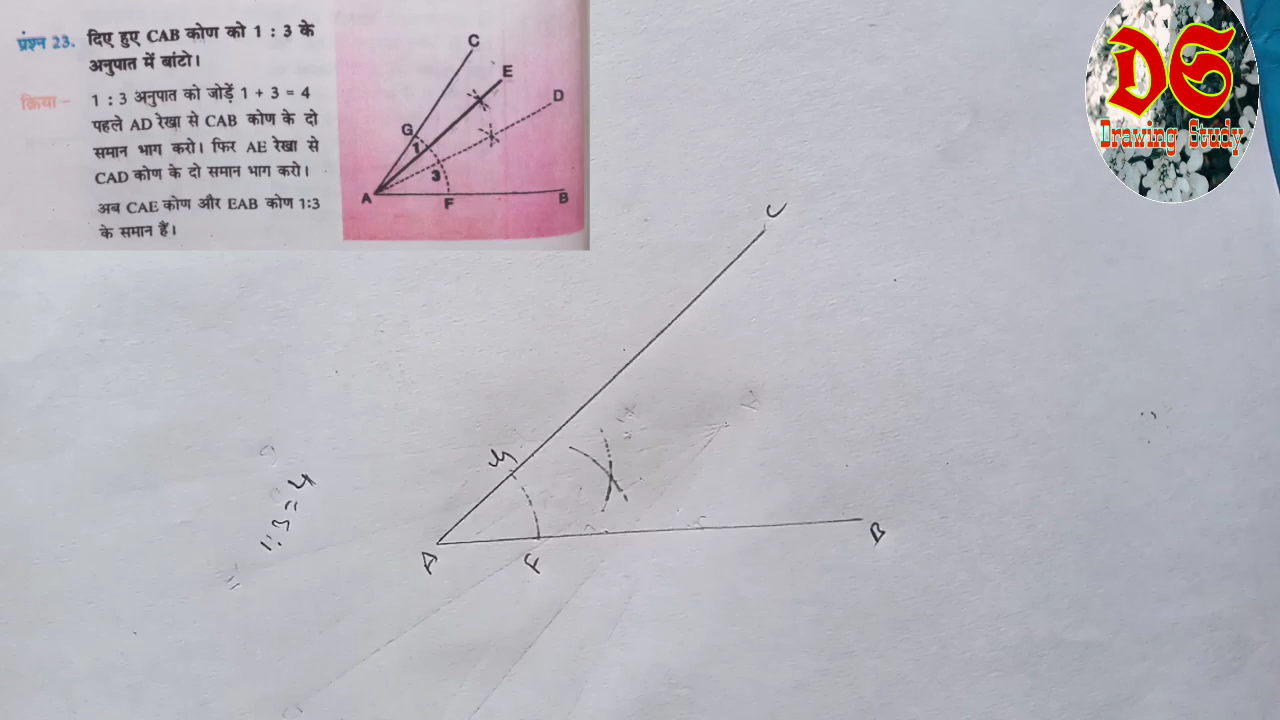 प्रंश्न 23. दिए हुए CAB कोण को 1 : 3 के
अनुपात में बांटो।
क्रिया – 1 : 3 अनुपात को जोड़ें 1 + 3 = 4
पहले AD रेखा से CAB कोण के दो
समान भाग करो। फिर AE रेखा से
CAD कोण के दो समान भाग करो।
अब CAE कोण और EAB कोण 1:3
के समान हैं।
C
E
D
G
1
3
A
F
B
DS
Drawing Study
C
G
A
F
B
1:3=4